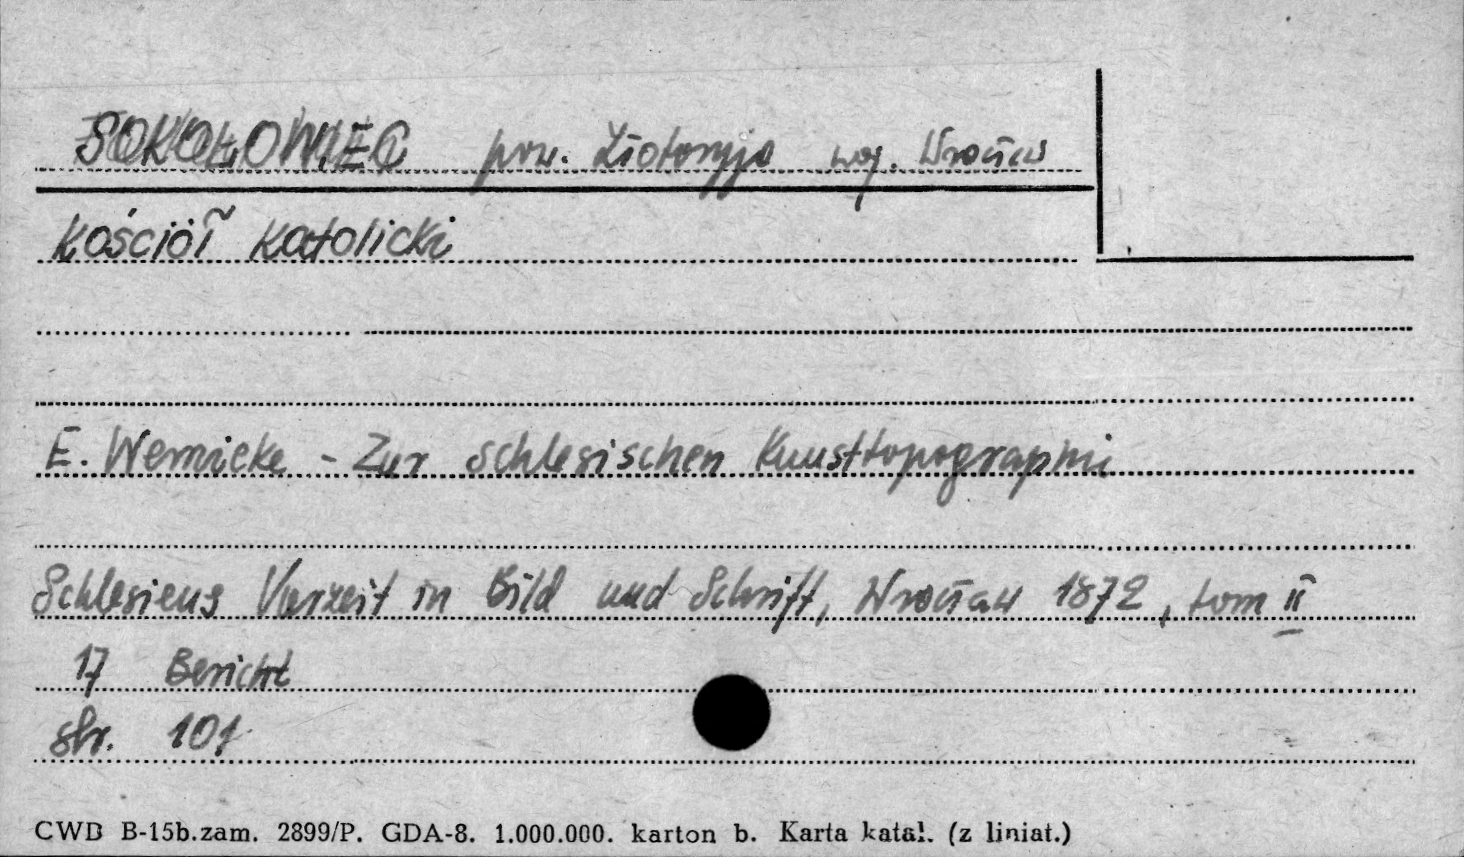 SOKOŁOWIEC pow. Złotoryja woj. Wrocław
Kościół katolicki
E. Wernicke - Zur schlesischen Kunsttopographi
Schlesiens Vorzeit in Bild und Schrift, Wrocław 1872, tom II
17 Bericht
str. 101
CWD B-15b.zam. 2899/P. GDA-8. 1.000.000. karton b. Karta katal. (z liniat.)